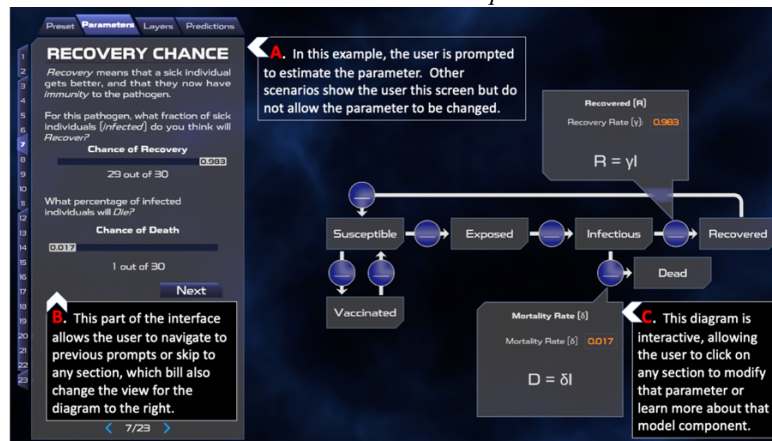 Preset Parameters Layers Predictions
RECOVERY CHANCE
Recovery means that a sick individual
gets better, and that they now have
immunity to the pathogen.
For this pathogen, what fraction of sick
individuals (infected) do you think will
Recover?
Chance of Recovery
0.983
29 out of 30
What percentage of infected
individuals will Die?
Chance of Death
0.017
1 out of 30
Next
1
2
3
4
5
6
7
8
9
10
11
12
13
14
15
16
17
18
19
20
21
22
23
B. This part of the interface
allows the user to navigate to
previous prompts or skip to
any section, which bill also
change the view for the
diagram to the right.
< 7/23 >
A. In this example, the user is prompted
to estimate the parameter. Other
scenarios show the user this screen but do
not allow the parameter to be changed.
Recovered (R)
Recovery Rate (γ): 0.983
R = γI
Susceptible
Exposed
Infectious
Recovered
Dead
Vaccinated
Mortality Rate (δ)
Mortality Rate (δ) 0.017
D = δI
C. This diagram is
interactive, allowing
the user to click on
any section to modify
that parameter or
learn more about that
model component.